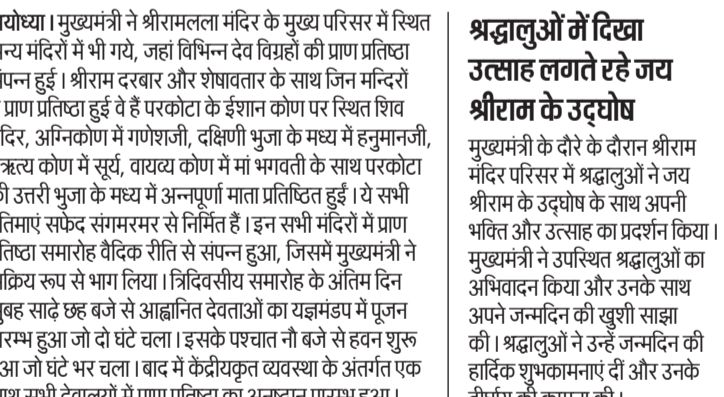 मुख्यमंत्री ने श्रीरामलला मंदिर के मुख्य परिसर में स्थित
मंदिरों में भी गये, जहां विभिन्न देव विग्रहों की प्राण प्रतिष्ठा
हुई । श्रीराम दरबार और शेषावतार के साथ जिन मन्दिरों
प्राण प्रतिष्ठा हुई वे हैं परकोटा के ईशान कोण पर स्थित शिव
अग्निकोण में गणेशजी, दक्षिणी भुजा के मध्य में हनुमानजी,
कोण में सूर्य, वायव्य कोण में मां भगवती के साथ परकोटा
उत्तरी भुजा के मध्य में अन्नपूर्णा माता प्रतिष्ठित हुईं । ये सभी
सफेद संगमरमर से निर्मित हैं । इन सभी मंदिरों में प्राण
समारोह वैदिक रीति से संपन्न हुआ, जिसमें मुख्यमंत्री ने
रूप से भाग लिया । त्रिदिवसीय समारोह के अंतिम दिन
साढ़े छह बजे से आह्वानित देवताओं का यज्ञमंडप में पूजन
हुआ जो दो घंटे चला । इसके पश्चात नौ बजे से हवन शुरू
जो घंटे भर चला । बाद में केंद्रीयकृत व्यवस्था के अंतर्गत एक
श्रद्धालुओं में दिखा
उत्साह लगते रहे जय
श्रीराम के उद्घोष
मुख्यमंत्री के दौरे के दौरान श्रीराम
मंदिर परिसर में श्रद्धालुओं ने जय
श्रीराम के उद्घोष के साथ अपनी
भक्ति और उत्साह का प्रदर्शन किया ।
मुख्यमंत्री ने उपस्थित श्रद्धालुओं का
अभिवादन किया और उनके साथ
अपने जन्मदिन की खुशी साझा
की । श्रद्धालुओं ने उन्हें जन्मदिन की
हार्दिक शुभकामनाएं दीं और उनके